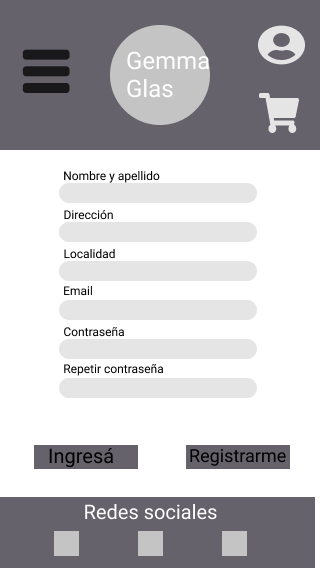 Gemma
Glas
Nombre y apellido
Dirección
Localidad
Email
Contraseña
Repetir contraseña
Ingresá
Registrarme
Redes sociales